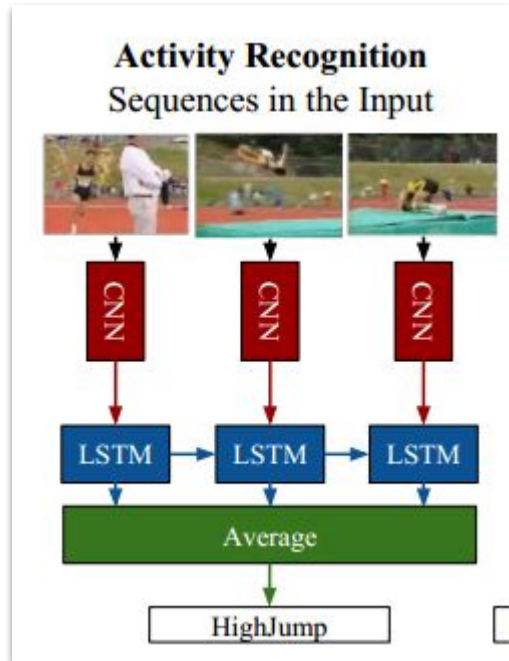 Activity Recognition
Sequences in the Input
CNN CNN CNN
LSTM LSTM LSTM
Average
HighJump